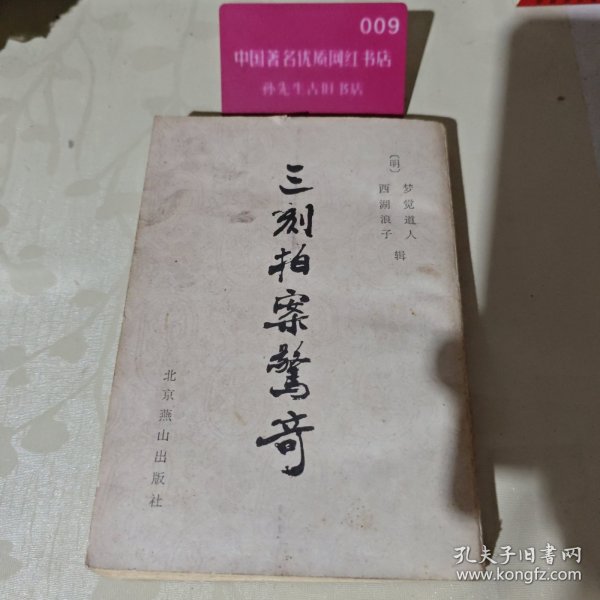 009
中国著名优质网红书店
孙先生古旧书店
〔明〕
梦觉道人
西湖浪子
辑
三刻拍案惊奇
北京燕山出版社
孔夫子旧书网
www.kongfz.com